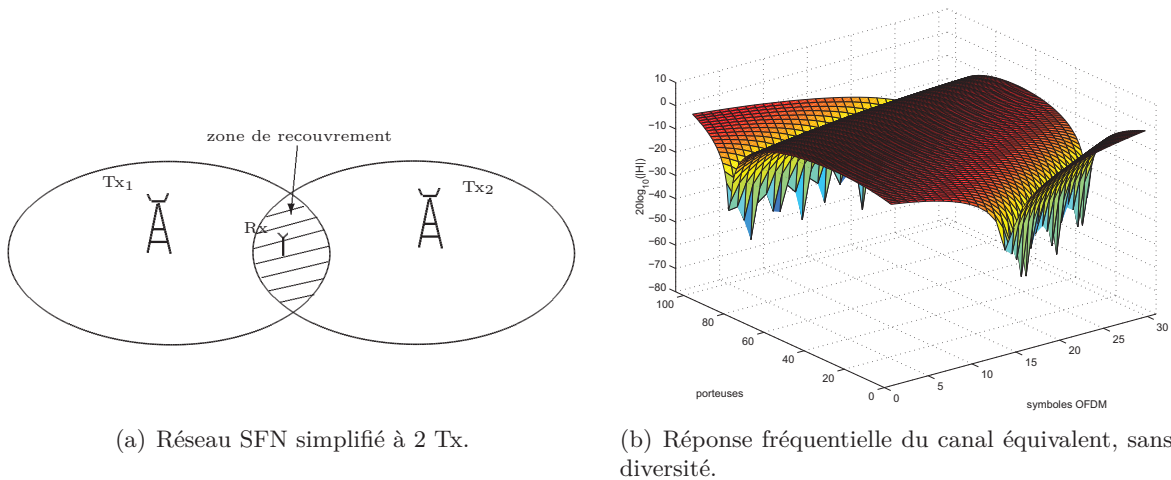 zone de recouvrement
Tx1
Tx2
Rx
(a) Réseau SFN simplifié à 2 Tx.
20log10(|H|)
10
0
−10
−20
−30
−40
−50
−60
−70
−80
100
80
60
40
20
0
porteuses
0
5
10
15
20
25
30
symboles OFDM
(b) Réponse fréquentielle du canal équivalent, sans
diversité.